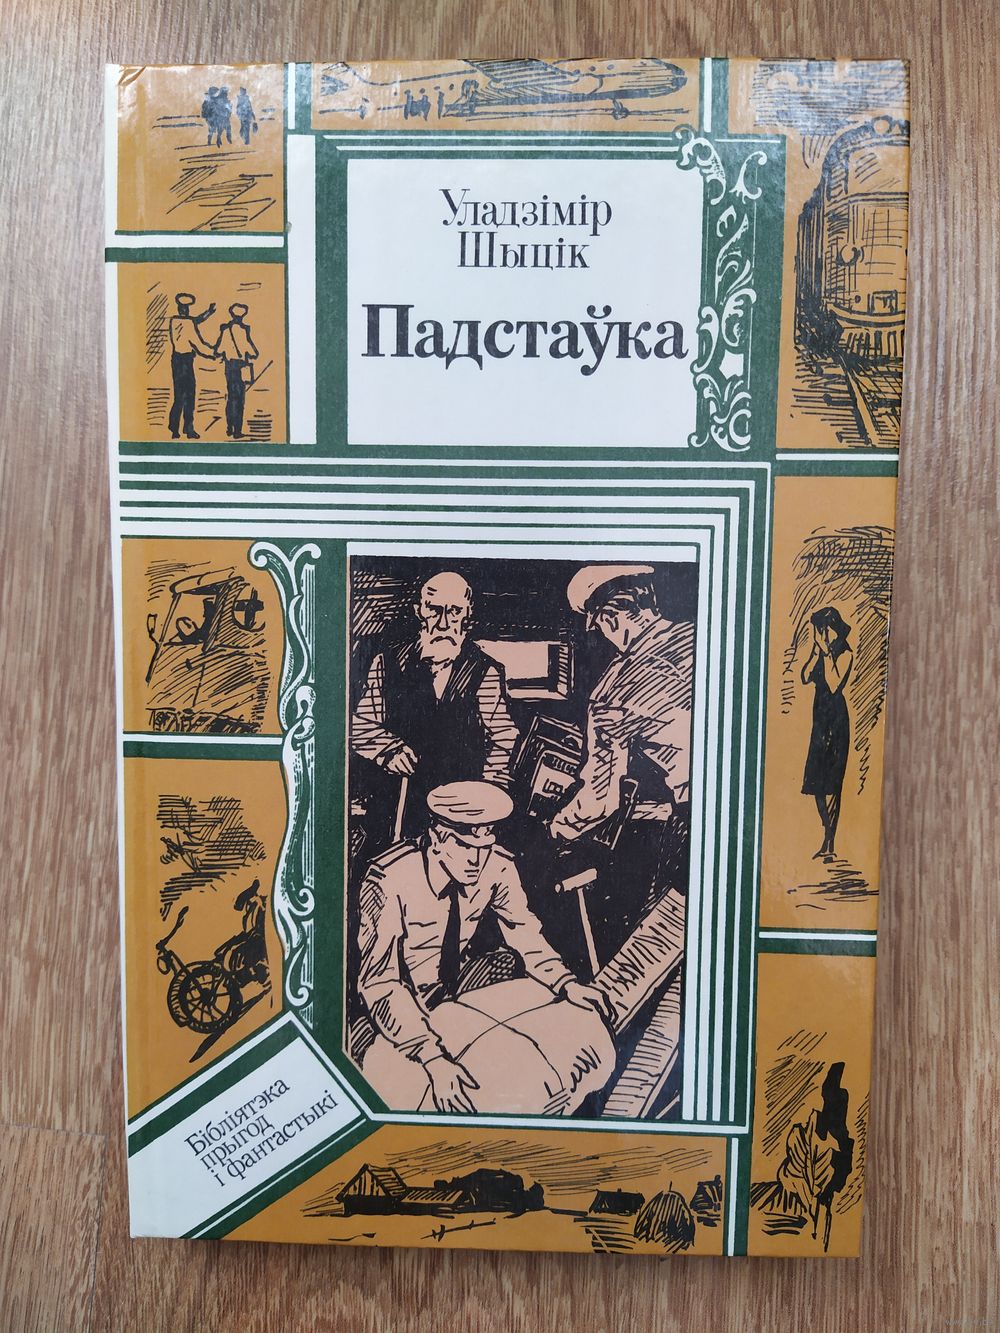 Уладзімір
Шыцік
Падстаўка
Бібліятэка
прыгод
і фантастыкі